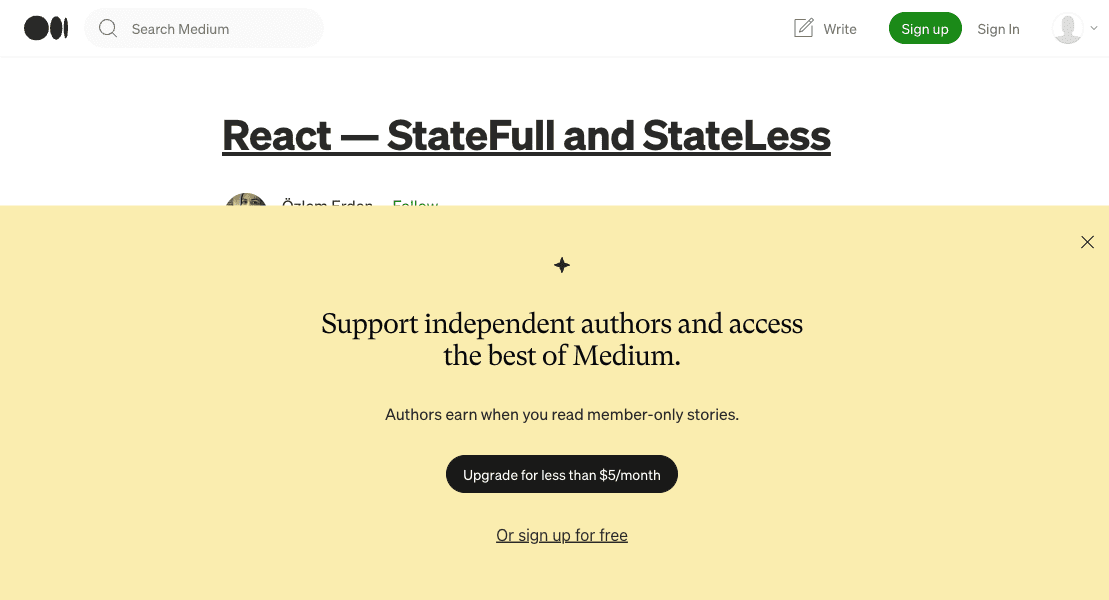 Search Medium
Write
Sign up
Sign In
React — StateFull and StateLess
Özlem Erden
Follow
Support independent authors and access
the best of Medium.
Authors earn when you read member-only stories.
Upgrade for less than $5/month
Or sign up for free